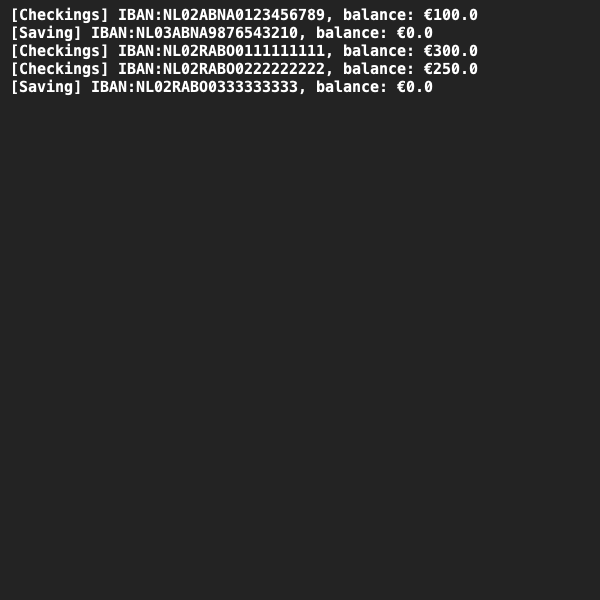 [Checkings] IBAN:NL02ABNA0123456789, balance: €100.0
[Saving] IBAN:NL03ABNA9876543210, balance: €0.0
[Checkings] IBAN:NL02RABO0111111111, balance: €300.0
[Checkings] IBAN:NL02RABO0222222222, balance: €250.0
[Saving] IBAN:NL02RABO0333333333, balance: €0.0